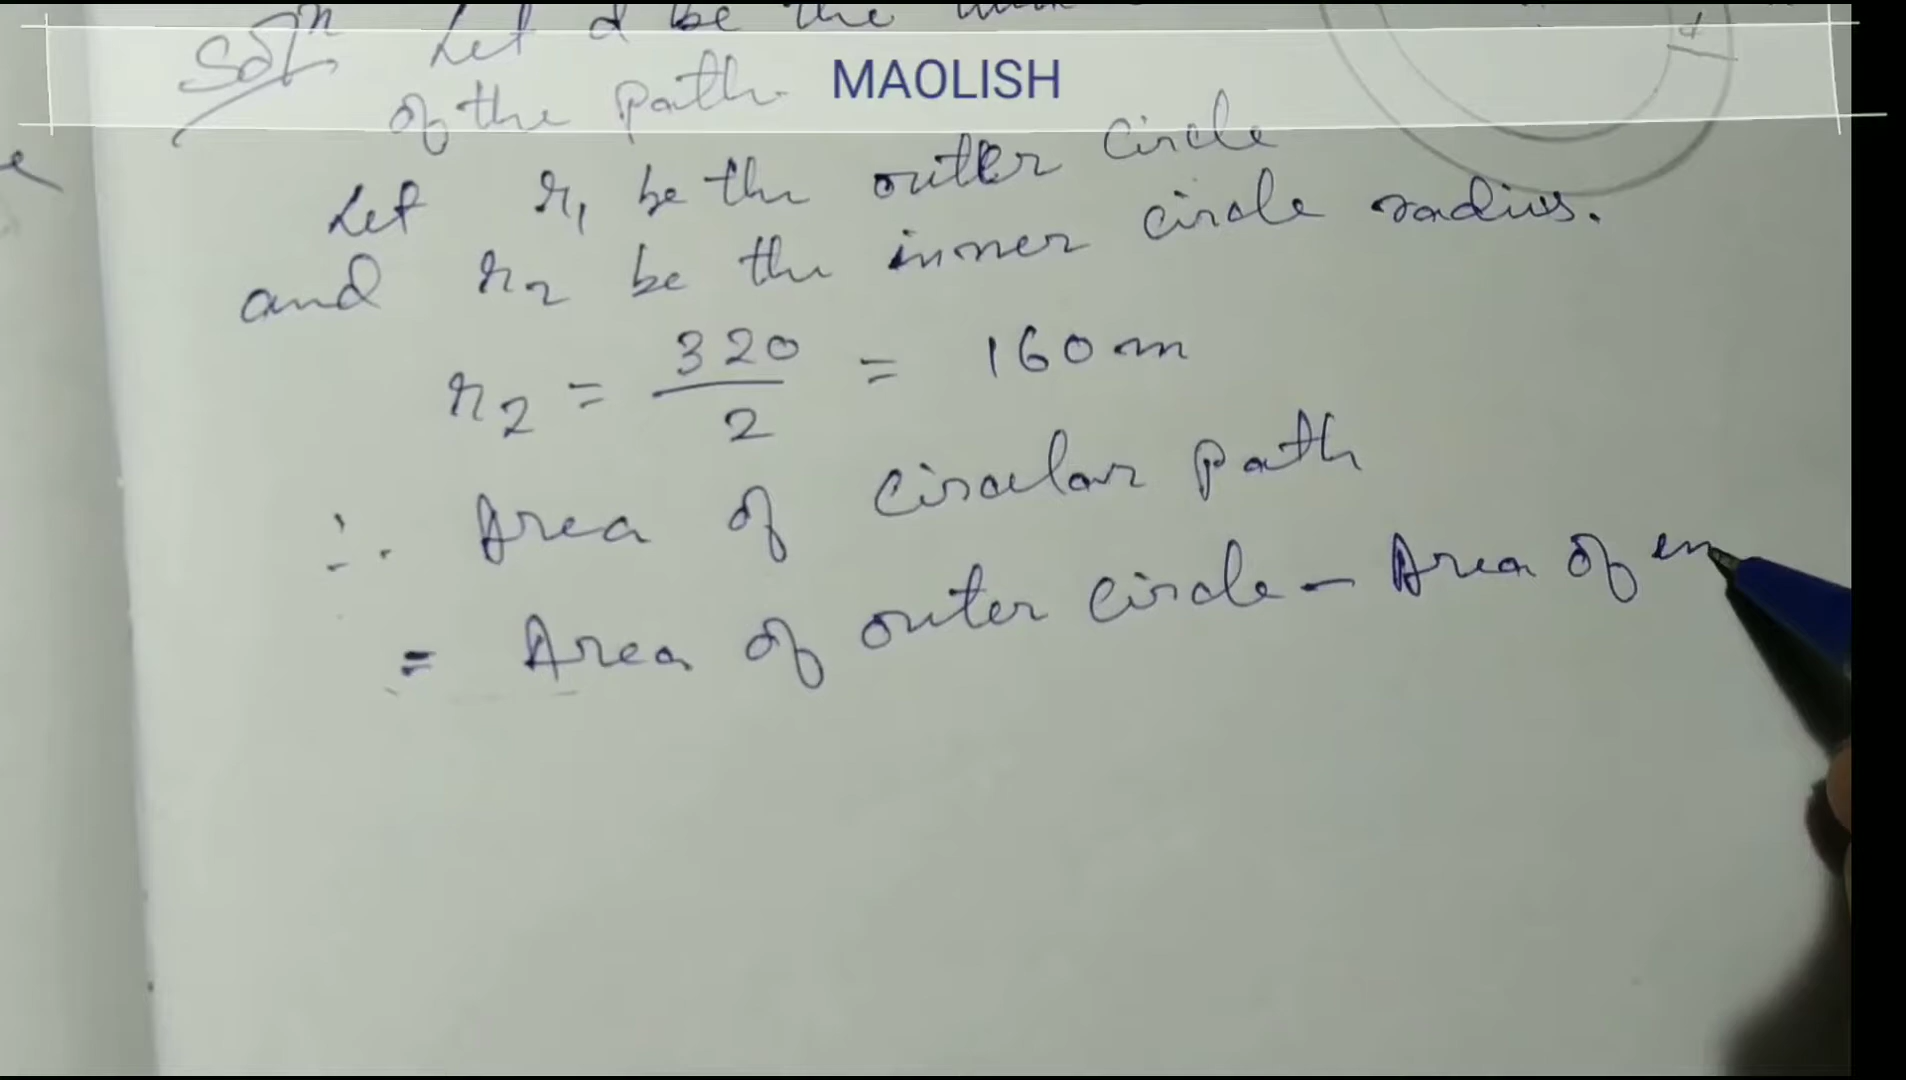 Solⁿ Let d be the
of the path.
MAOLISH
Let r₁ be the outer circle
and r₂ be the inner circle radius.
r₂ = 320/2 = 160 m
∴ Area of circular path
= Area of outer circle – Area of in